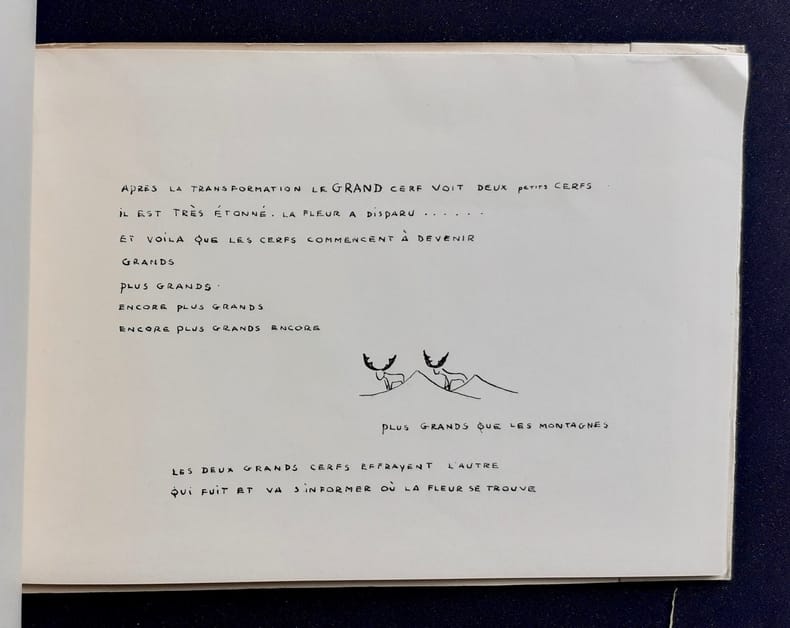 APRÈS LA TRANSFORMATION LE GRAND CERF VOIT DEUX petits CERFS
IL EST TRÈS ÉTONNÉ. LA FLEUR A DISPARU . . . . . .
ET VOILA QUE LES CERFS COMMENCENT À DEVENIR
GRANDS
PLUS GRANDS.
ENCORE PLUS GRANDS
ENCORE PLUS GRANDS ENCORE
PLUS GRANDS QUE LES MONTAGNES
LES DEUX GRANDS CERFS EFFRAYENT L'AUTRE
QUI FUIT ET VA S'INFORMER OÙ LA FLEUR SE TROUVE